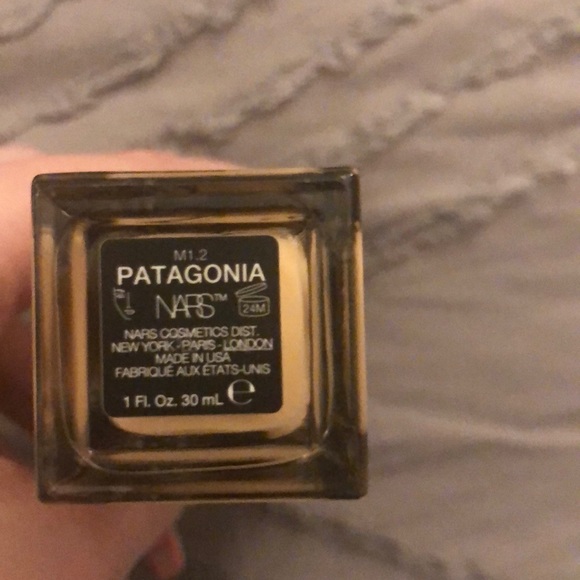 M1.2
PATAGONIA
NARS™ 24M
NARS COSMETICS DIST.
NEW YORK - PARIS - LONDON
MADE IN USA
FABRIQUÉ AUX ÉTATS-UNIS
1 Fl. Oz. 30 mL ℮